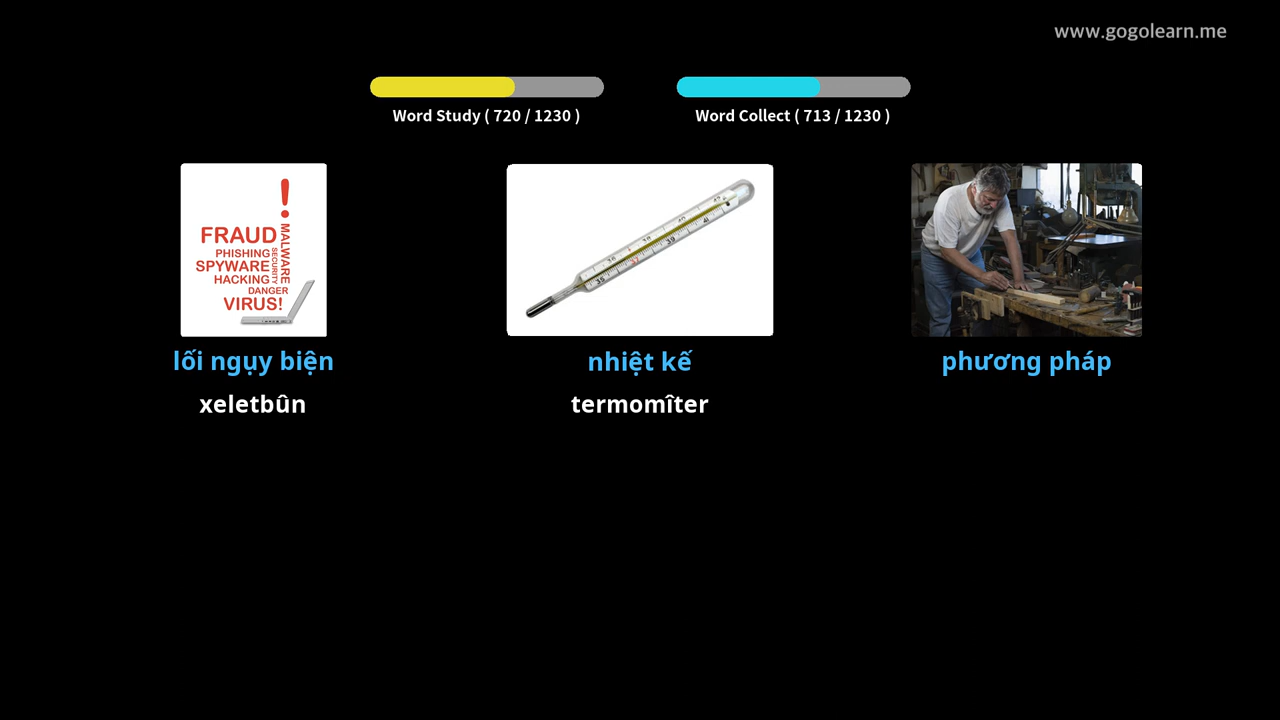 www.gogolearn.me
Word Study ( 720 / 1230 )
Word Collect ( 713 / 1230 )
!
FRAUD
MALWARE
PHISHING
SECURITY
SPYWARE
HACKING
DANGER
VIRUS!
lối ngụy biện
nhiệt kế
phương pháp
xeletbûn
termomîter